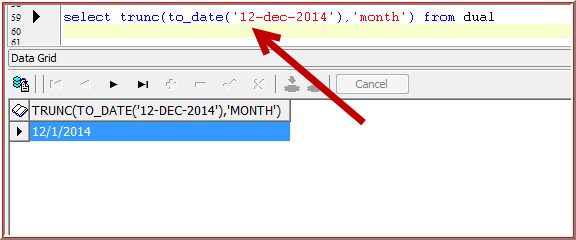 59 select trunc(to_date('12-dec-2014'),'month') from dual
60
61
Data Grid
Cancel
TRUNC(TO_DATE('12-DEC-2014'),'MONTH')
12/1/2014